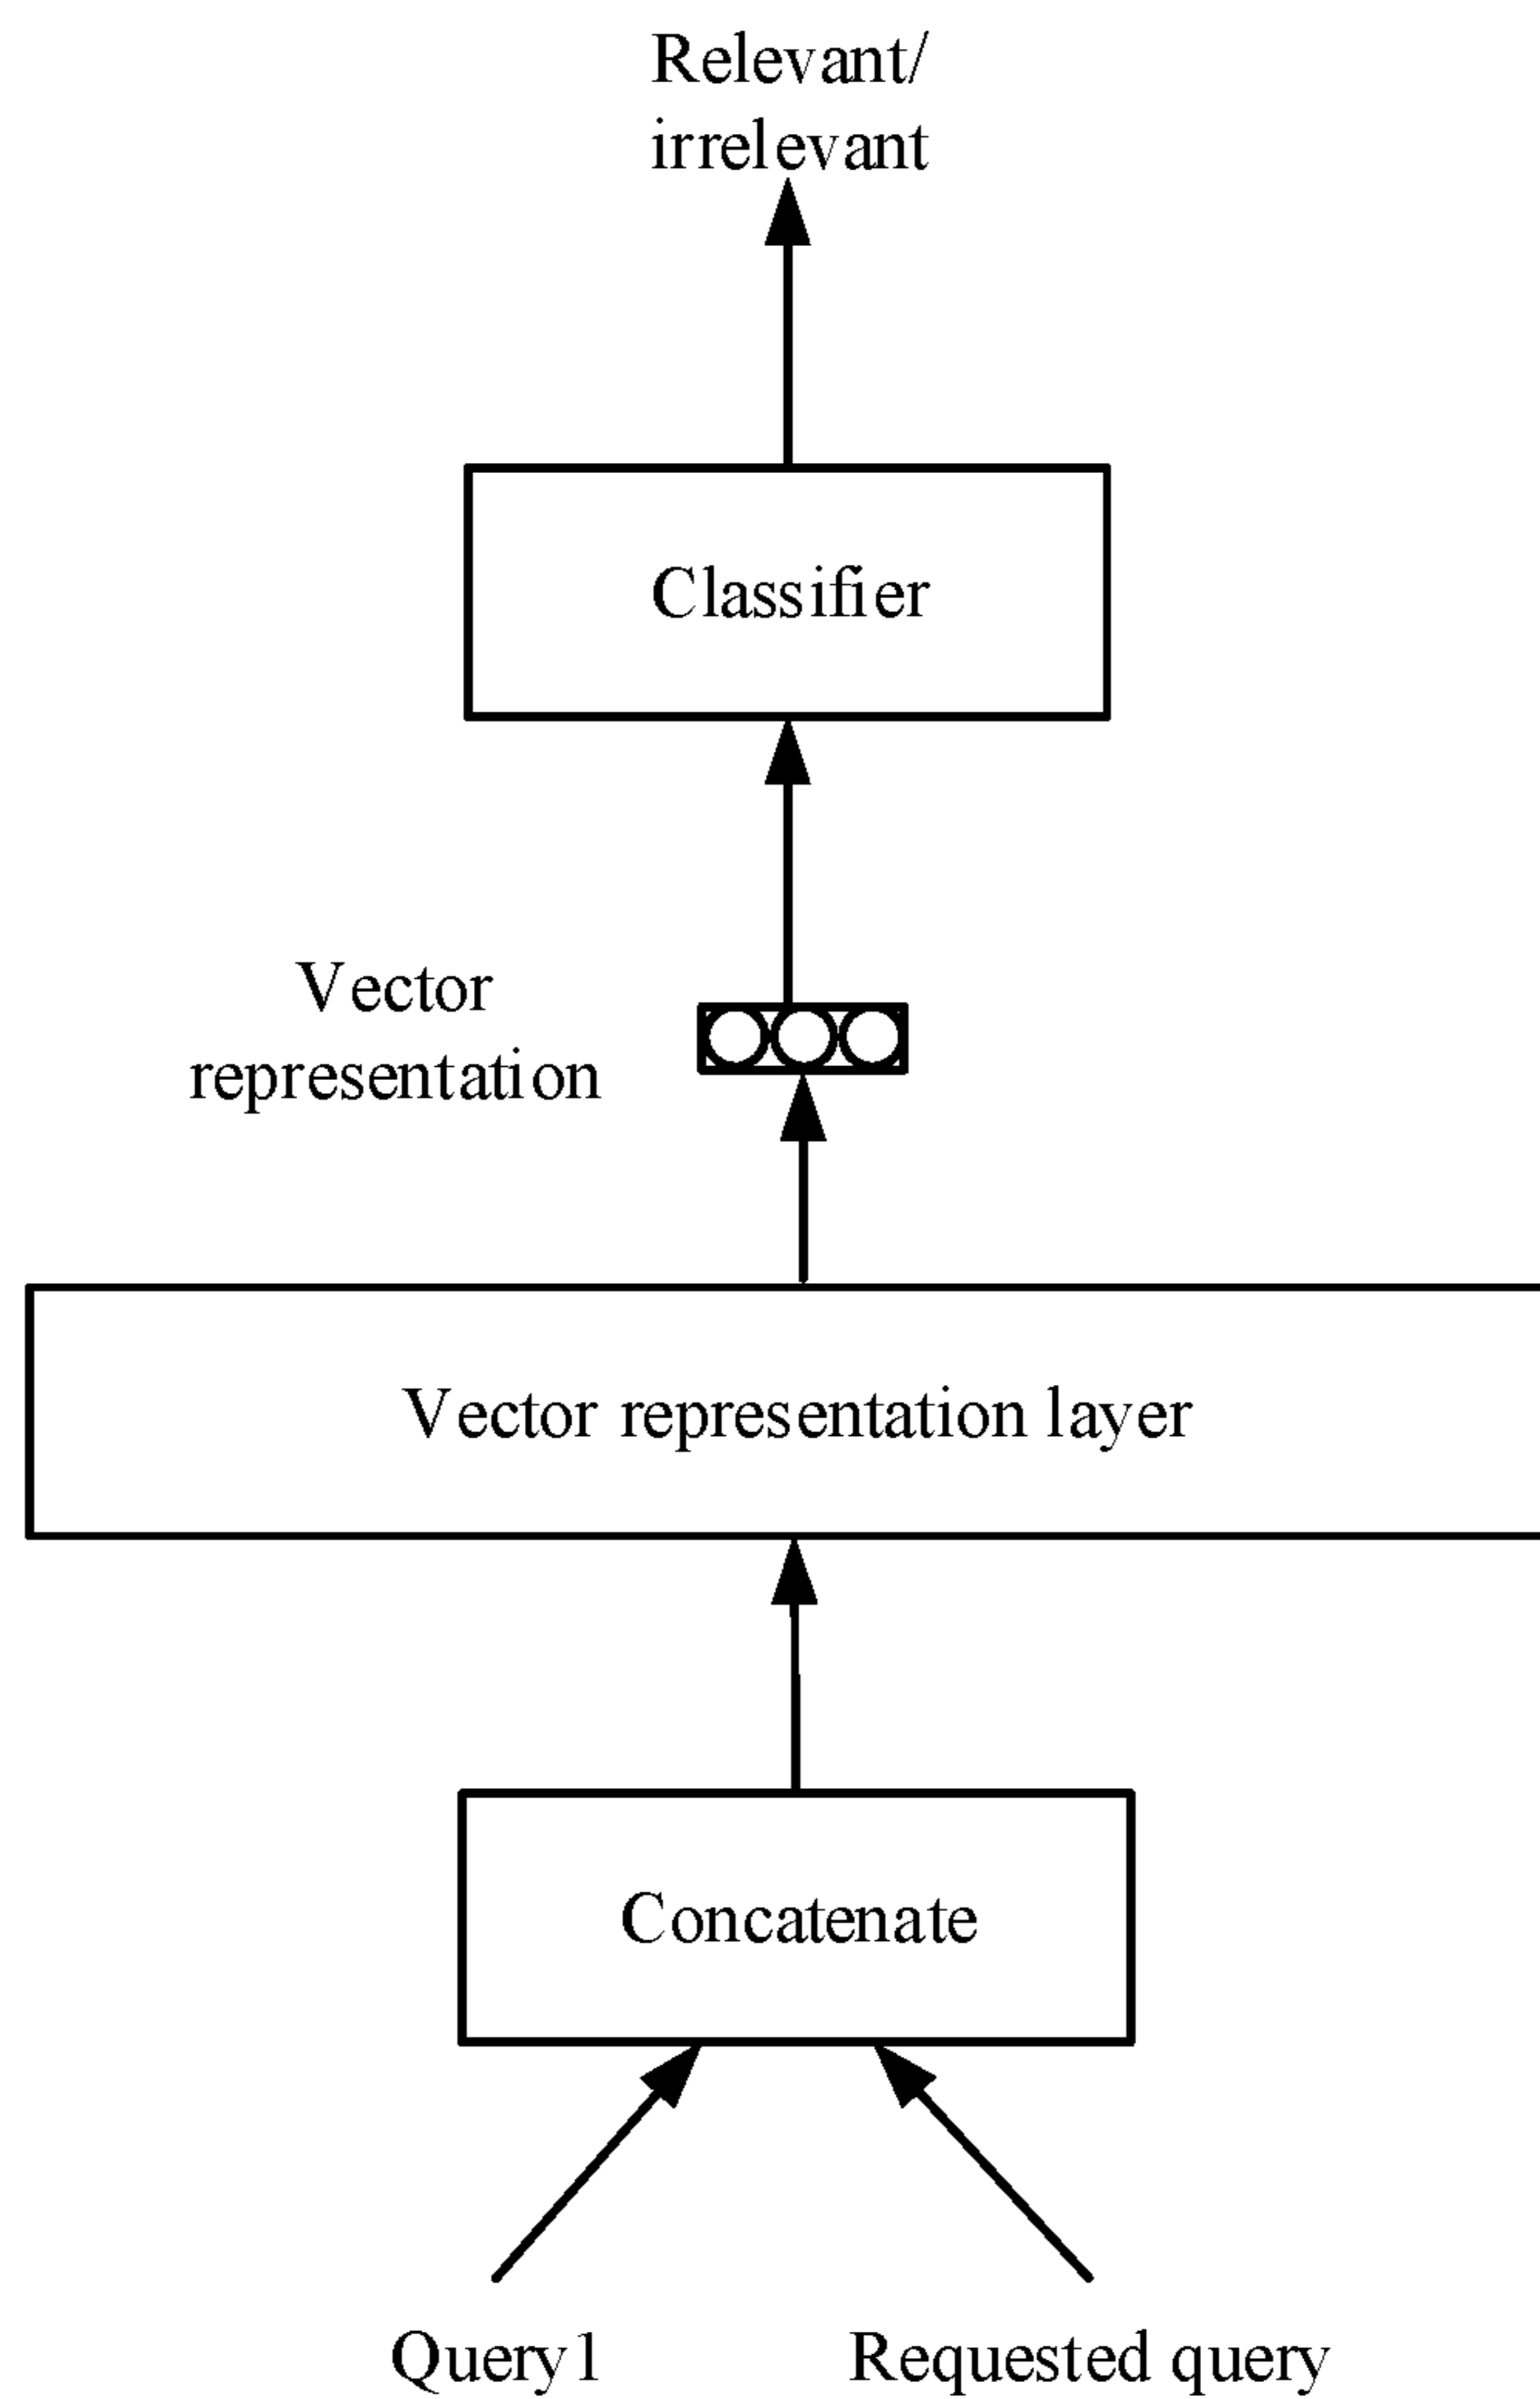 Relevant/
irrelevant
Classifier
Vector
representation
Vector representation layer
Concatenate
Query1
Requested query